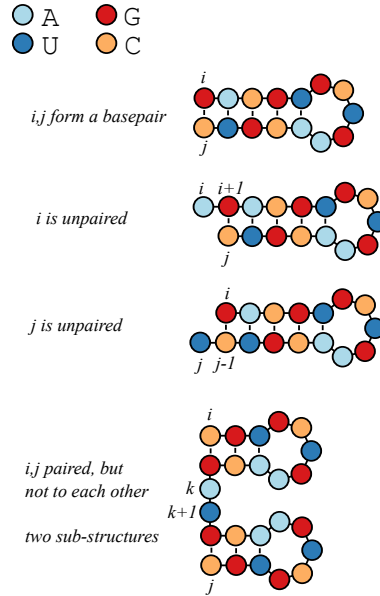 A G
U C
i
i,j form a basepair
j
i i+1
i is unpaired
j
i
j is unpaired
j j-1
i
i,j paired, but
not to each other
k
k+1
two sub-structures
j